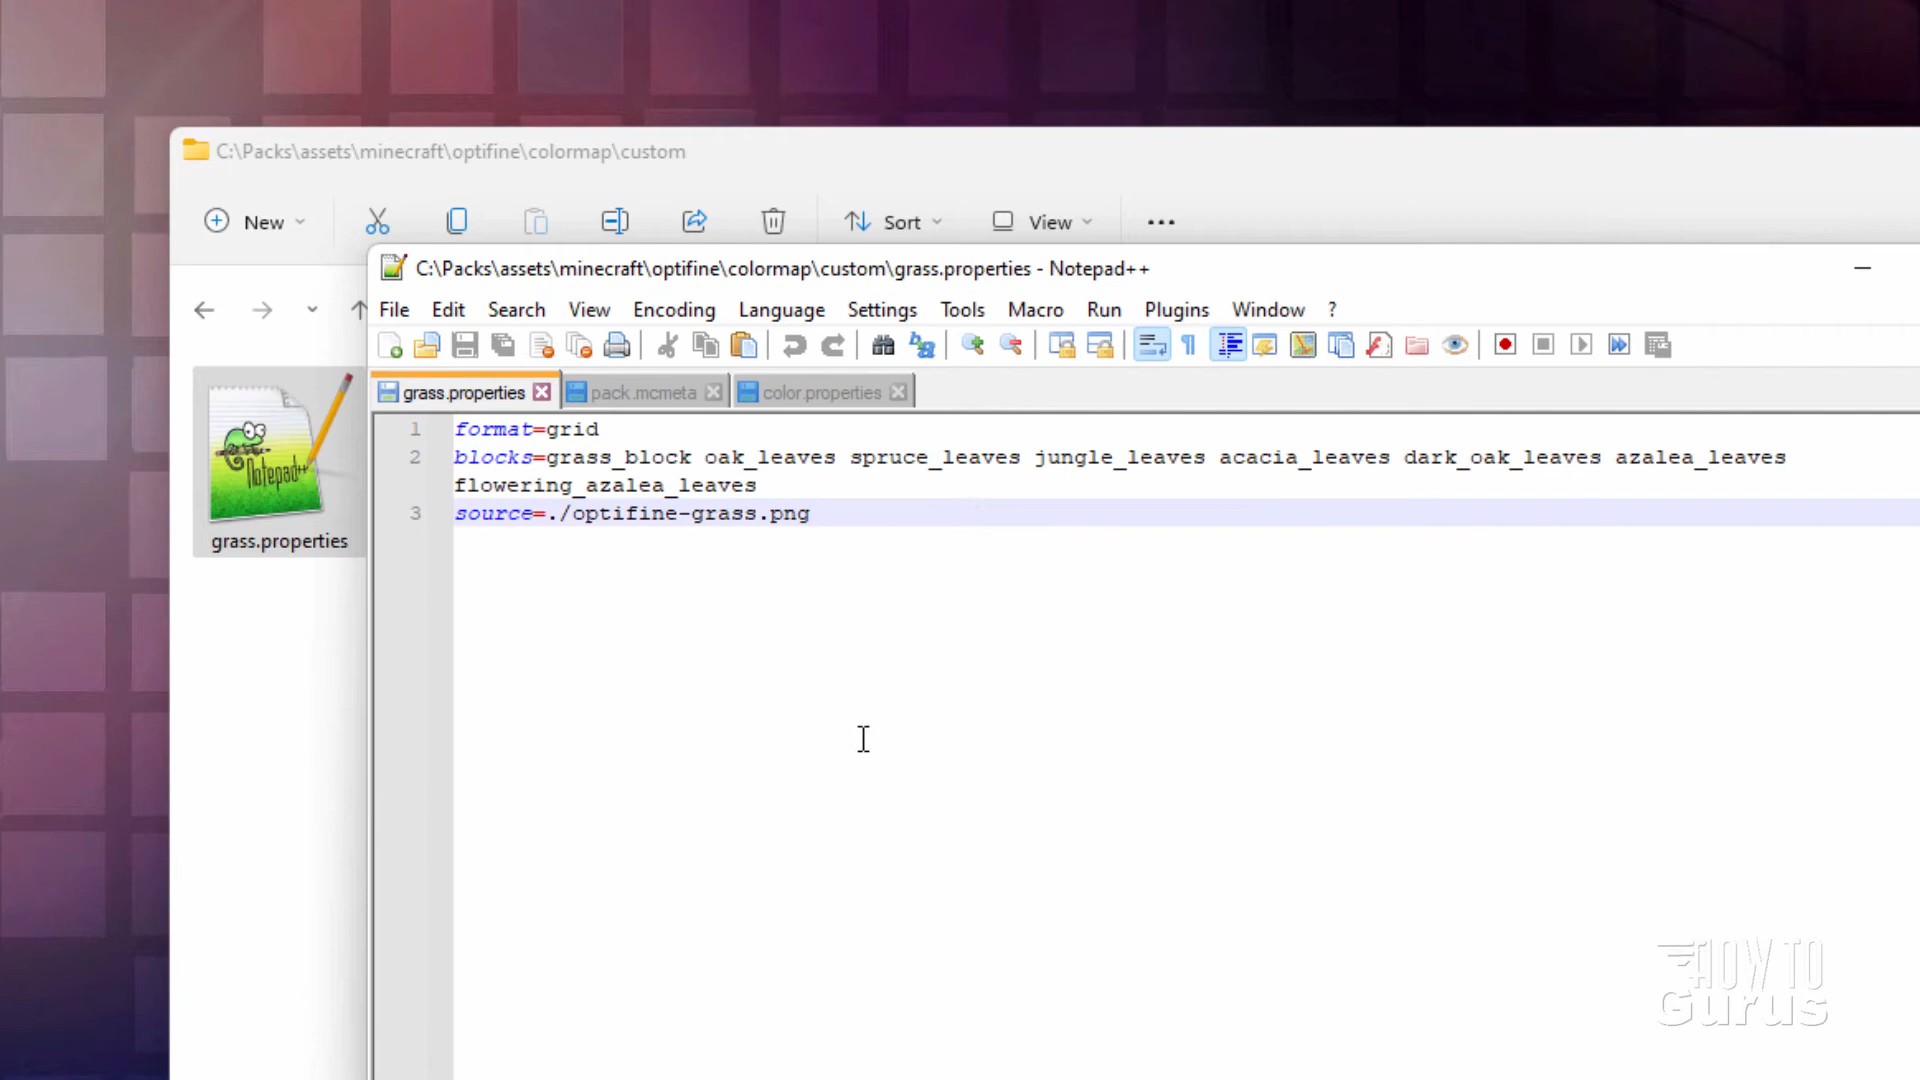 C:\Packs\assets\minecraft\optifine\colormap\custom
New
Sort
View
C:\Packs\assets\minecraft\optifine\colormap\custom\grass.properties - Notepad++
File Edit Search View Encoding Language Settings Tools Macro Run Plugins Window ?
grass.properties pack.mcmeta color.properties
1 format=grid
2 blocks=grass_block oak_leaves spruce_leaves jungle_leaves acacia_leaves dark_oak_leaves azalea_leaves
flowering_azalea_leaves
3 source=./optifine-grass.png
Notepad++
grass.properties
HOW TO
Gurus